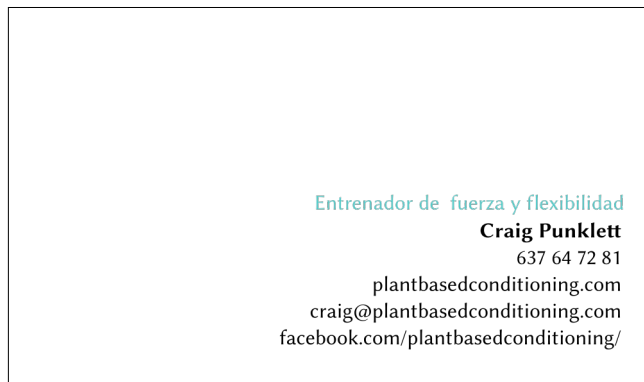 Entrenador de fuerza y flexibilidad
Craig Punklett
637 64 72 81
plantbasedconditioning.com
craig@plantbasedconditioning.com
facebook.com/plantbasedconditioning/